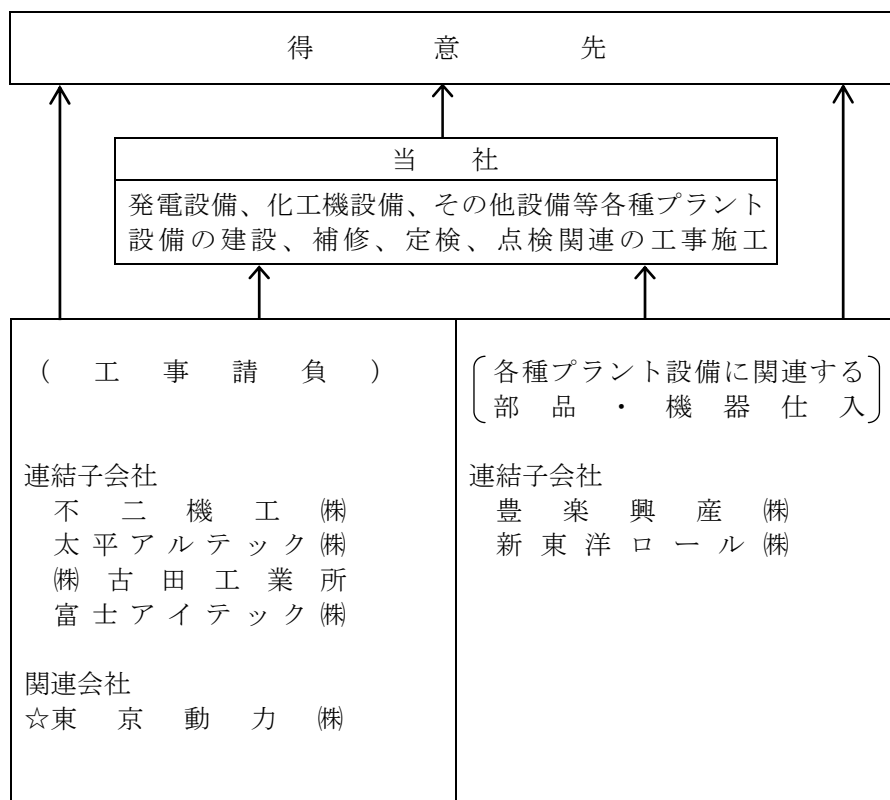 得意先
当社
発電設備、化工機設備、その他設備等各種プラント
設備の建設、補修、定検、点検関連の工事施工
(工事請負)
連結子会社
不二機工㈱
太平アルテック㈱
㈱古田工業所
富士アイテック㈱
関連会社
☆東京動力㈱
各種プラント設備に関連する
部品・機器仕入
連結子会社
豊楽興産㈱
新東洋ロール㈱